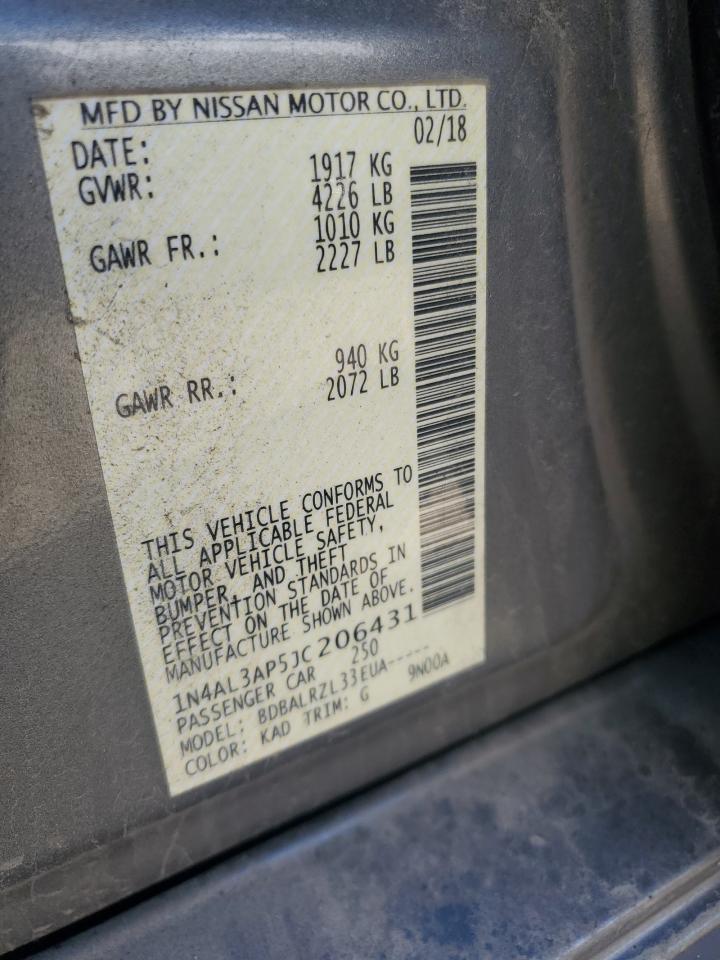 MFD BY NISSAN MOTOR CO., LTD.
DATE: 02/18
GVWR: 1917 KG
4226 LB
GAWR FR.: 1010 KG
2227 LB
GAWR RR.: 940 KG
2072 LB
THIS VEHICLE CONFORMS TO
ALL APPLICABLE FEDERAL
MOTOR VEHICLE SAFETY,
BUMPER, AND THEFT
PREVENTION STANDARDS IN
EFFECT ON THE DATE OF
MANUFACTURE SHOWN ABOVE.
1N4AL3AP5JC206431
PASSENGER CAR 250
MODEL: BDBALRZL33EUA-----
COLOR: KAD TRIM: G 9N00A